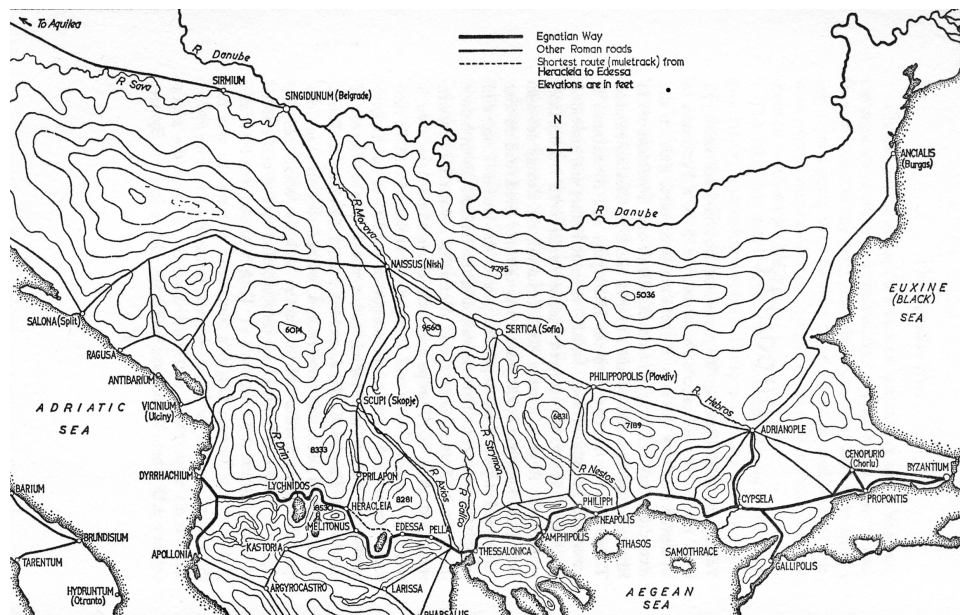 To Aquilea
Egnatian Way
Other Roman roads
Shortest route (muletrack) from
Heracleia to Edessa
Elevations are in feet
N
R Danube
R Sava
SIRMIUM
SINGIDUNUM (Belgrade)
ANCIALIS
(Burgas)
R Morava
R Danube
NAISSUS (Nish)
7795
5036
EUXINE
(BLACK)
SEA
SALONA (Split)
6014
9560
SERTICA (Sofia)
RAGUSA
ANTIBARIUM
PHILIPPOPOLIS (Plovdiv)
R Hebros
ADRIATIC
SEA
VICINIUM
(Ulciny)
SCUPI (Skopje)
6831
7189
ADRIANOPLE
R Drin
8333
R Strymon
CENOPURIO
(Chorlu)
BYZANTIUM
DYRRHACHIUM
LYCHNIDOS
PRILAPON
R Axios
R Nestos
8281
R Galico
PHILIPPI
CYPSELA
PROPONTIS
BARIUM
8530
HERACLEIA
MELITONUS
NEAPOLIS
EDESSA
PELLA
AMPHIPOLIS
BRUNDISIUM
APOLLONIA
KASTORIA
THESSALONICA
THASOS
SAMOTHRACE
GALLIPOLIS
TARENTUM
HYDRUNTUM
(Otranto)
ARGYROCASTRO
LARISSA
AEGEAN
SEA
PHARSALUS